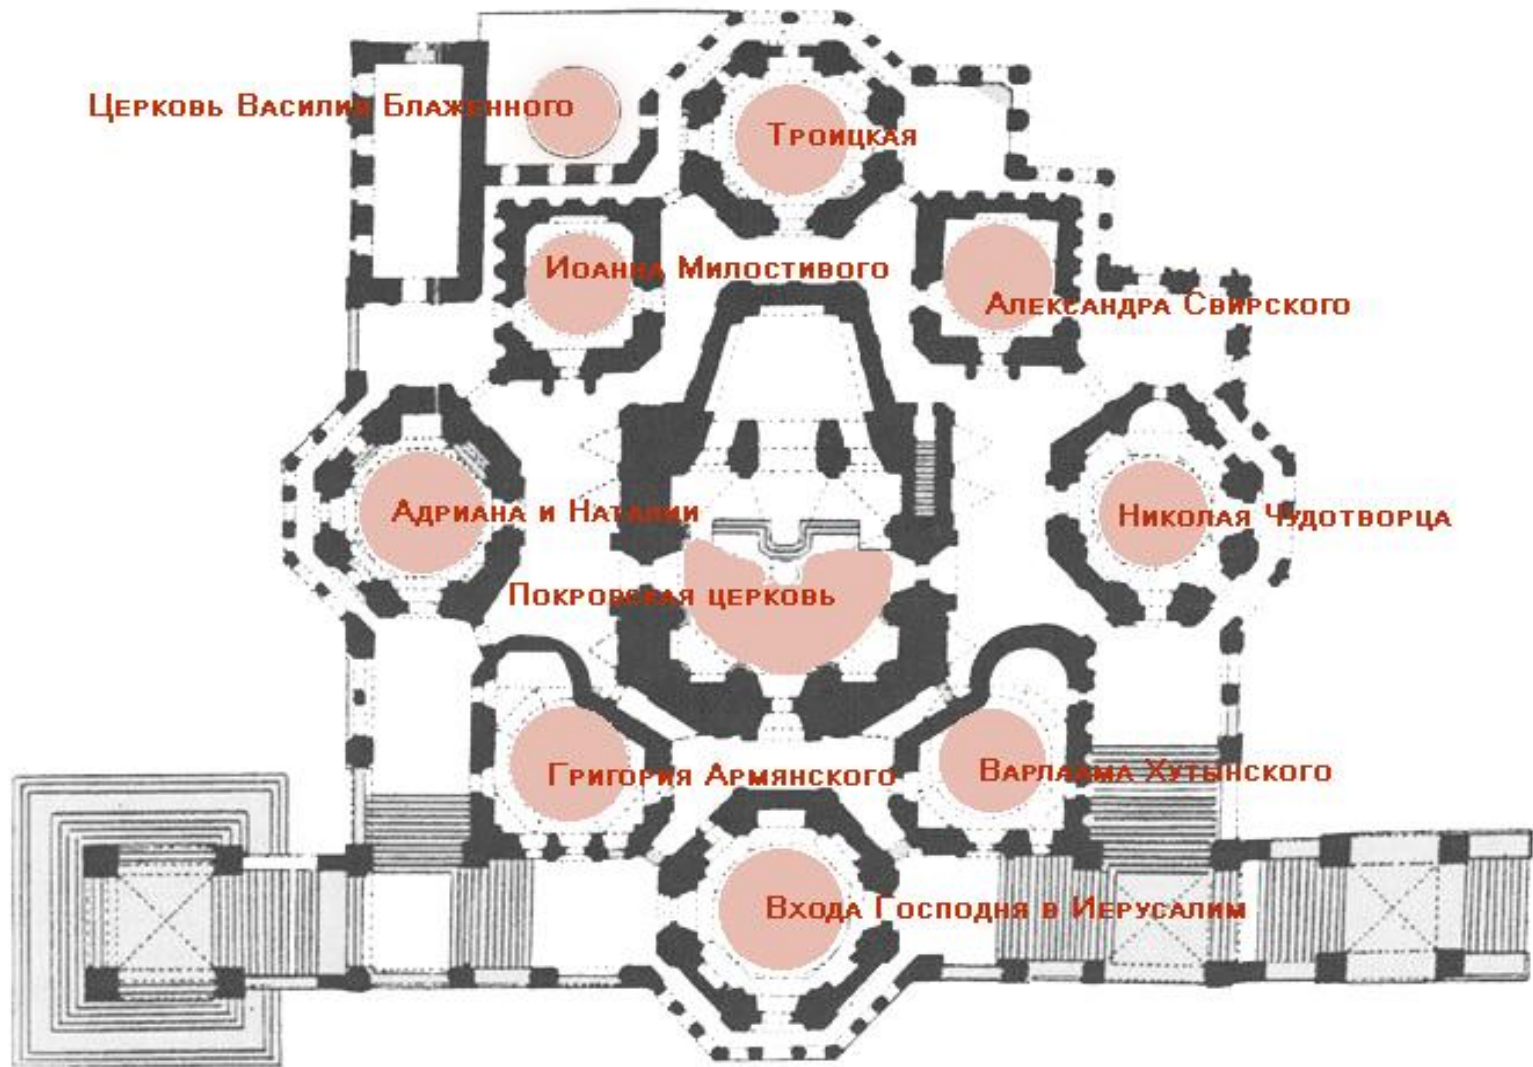 Церковь Василия Блаженного
Троицкая
Иоанна Милостивого
Александра Свирского
Адриана и Наталии
Николая Чудотворца
Покровская церковь
Григория Армянского
Варлаама Хутынского
Входа Господня в Иерусалим